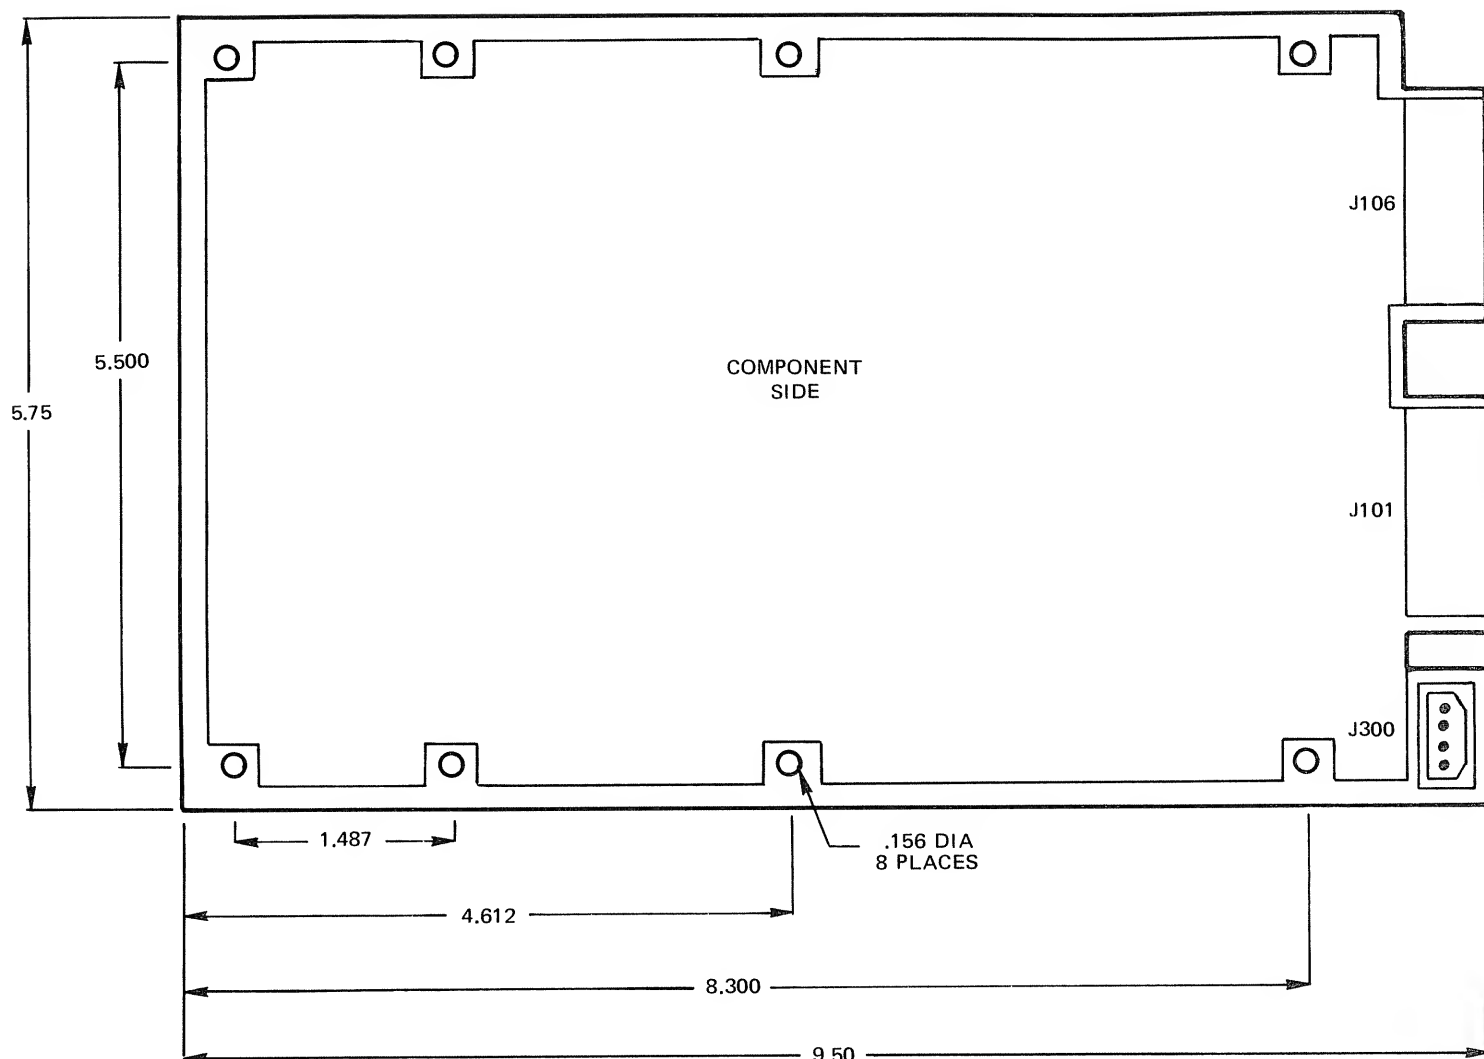 J106
5.500
COMPONENT
SIDE
5.75
J101
J300
1.487
.156 DIA
8 PLACES
4.612
8.300
9.50